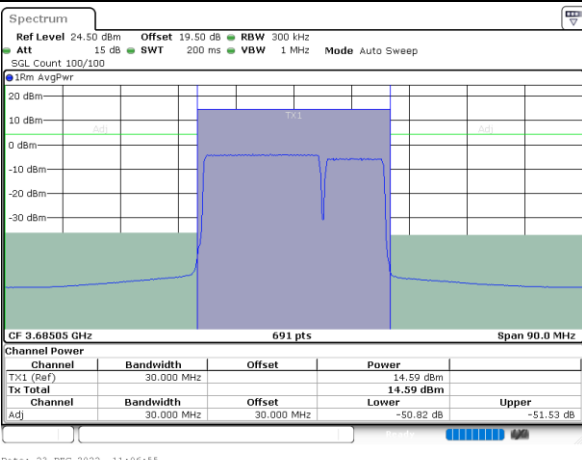 Spectrum
Ref Level 24.50 dBm Offset 19.50 dB RBW 300 kHz
Att 15 dB SWT 200 ms VBW 1 MHz Mode Auto Sweep
SGL Count 100/100
1Rm AvgPwr
20 dBm
TX1
10 dBm
Adj Adj
0 dBm
-10 dBm
-20 dBm
-30 dBm
CF 3.68505 GHz 691 pts Span 90.0 MHz
Channel Power
Channel Bandwidth Offset Power
TX1 (Ref) 30.000 MHz 14.59 dBm
Tx Total 14.59 dBm
Channel Bandwidth Offset Lower Upper
Adj 30.000 MHz 30.000 MHz -50.82 dB -51.53 dB
Ready